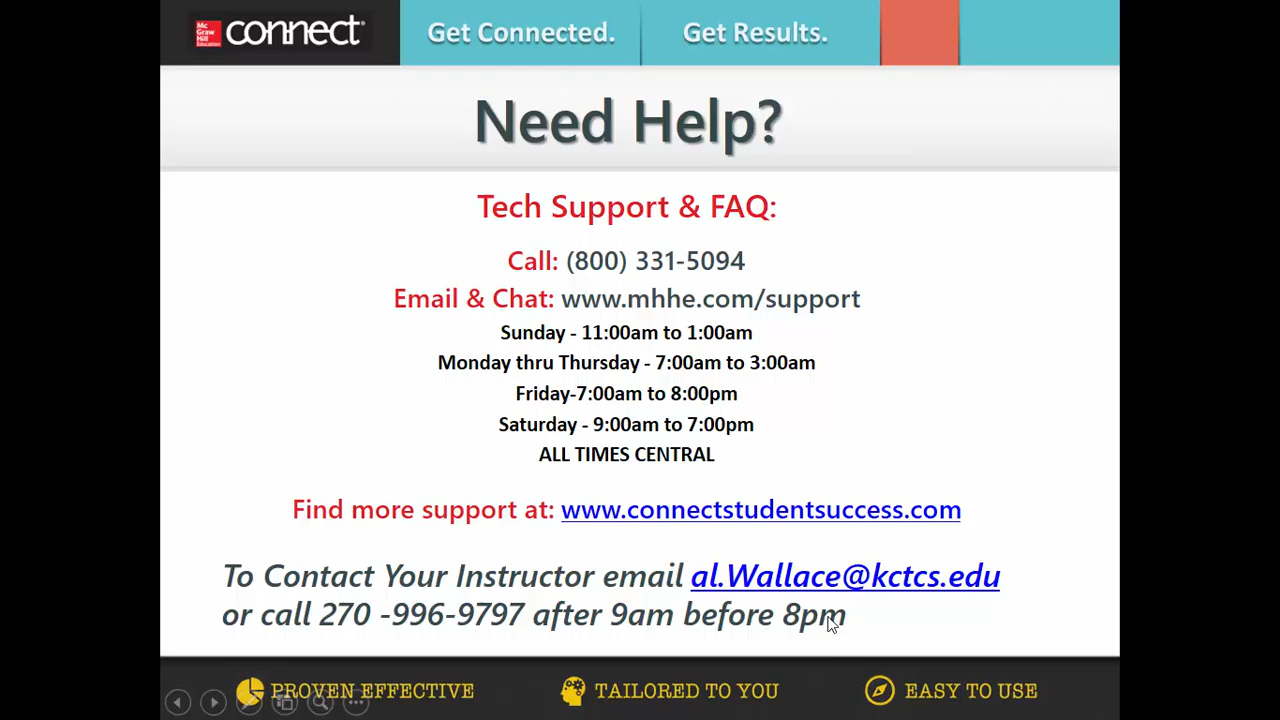 Mc
Graw
Hill
Education
connect®
Get Connected.
Get Results.
Need Help?
Tech Support & FAQ:
Call: (800) 331-5094
Email & Chat: www.mhhe.com/support
Sunday - 11:00am to 1:00am
Monday thru Thursday - 7:00am to 3:00am
Friday-7:00am to 8:00pm
Saturday - 9:00am to 7:00pm
ALL TIMES CENTRAL
Find more support at: www.connectstudentsuccess.com
To Contact Your Instructor email al.Wallace@kctcs.edu
or call 270 -996-9797 after 9am before 8pm
PROVEN EFFECTIVE
TAILORED TO YOU
EASY TO USE